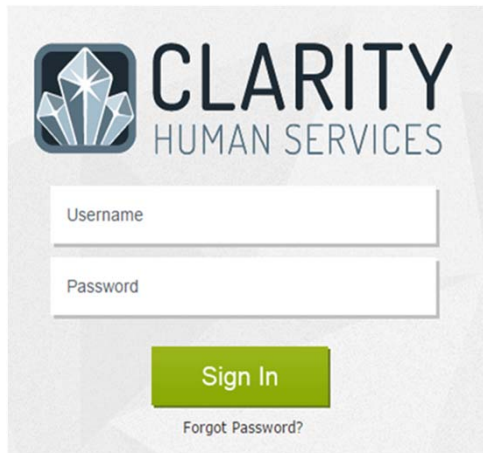 CLARITY
HUMAN SERVICES
Username
Password
Sign In
Forgot Password?